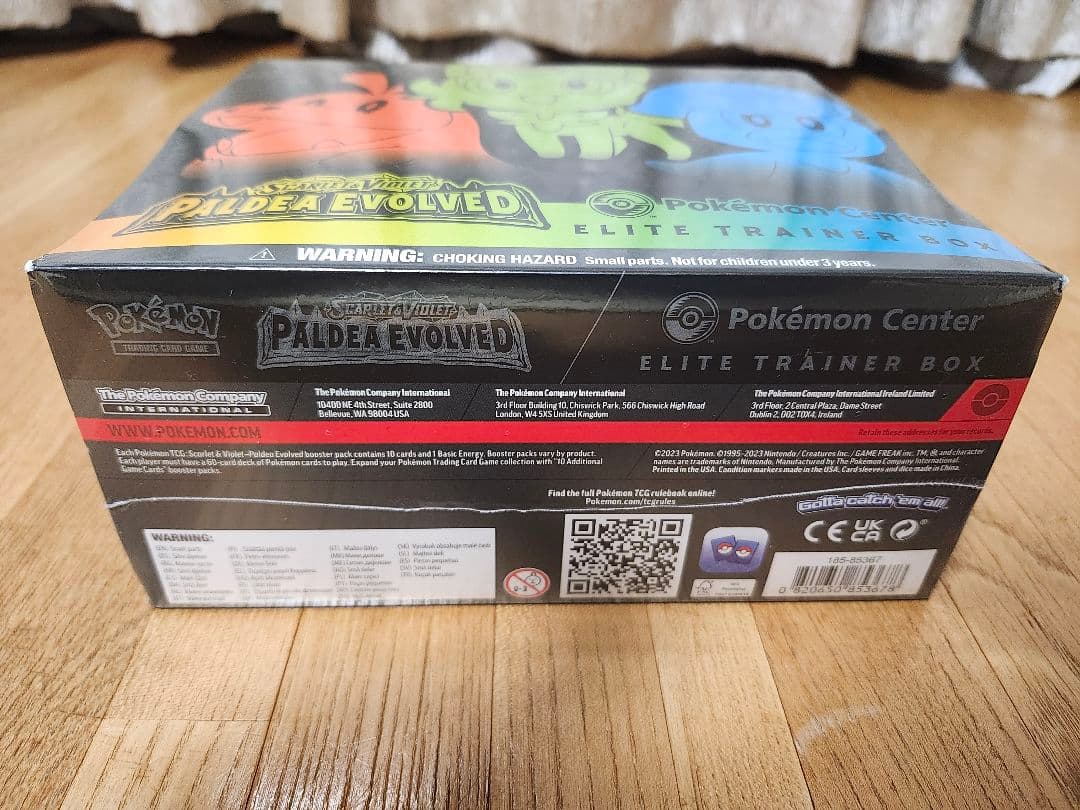 SCARLET & VIOLET
PALDEA EVOLVED
Pokémon Center
ELITE TRAINER BOX
WARNING: CHOKING HAZARD Small parts. Not for children under 3 years.
POKéMON
TRADING CARD GAME
SCARLET & VIOLET
PALDEA EVOLVED
Pokémon Center
ELITE TRAINER BOX
The Pokémon Company
INTERNATIONAL
The Pokémon Company International
10400 NE 4th Street, Suite 2800
Bellevue, WA 98004 USA
The Pokémon Company International
3rd Floor Building 10, Chiswick Park, 566 Chiswick High Road
London, W4 5XS United Kingdom
The Pokémon Company International Ireland Limited
3rd Floor, 2 Central Plaza, Dame Street
Dublin 2, D02 T0X4, Ireland
WWW.POKEMON.COM
Retain these addresses for your records.
Each Pokémon TCG: Scarlet & Violet—Paldea Evolved booster pack contains 10 cards and 1 Basic Energy. Booster packs vary by product.
Each player must have a 60-card deck of Pokémon cards to play. Expand your Pokémon Trading Card Game collection with "10 Additional
Game Cards" booster packs.
©2023 Pokémon. ©1995-2023 Nintendo / Creatures Inc. / GAME FREAK inc. TM, ®, and character
names are trademarks of Nintendo. Manufactured by The Pokémon Company International.
Printed in the USA. Condition markers made in USA. Card sleeves and dice made in China.
Find the full Pokémon TCG rulebook online!
Pokemon.com/tcgrules
Gotta catch 'em all!
WARNING:
0-3
CE UK CA
FSC
185-85367
0 820650 853678